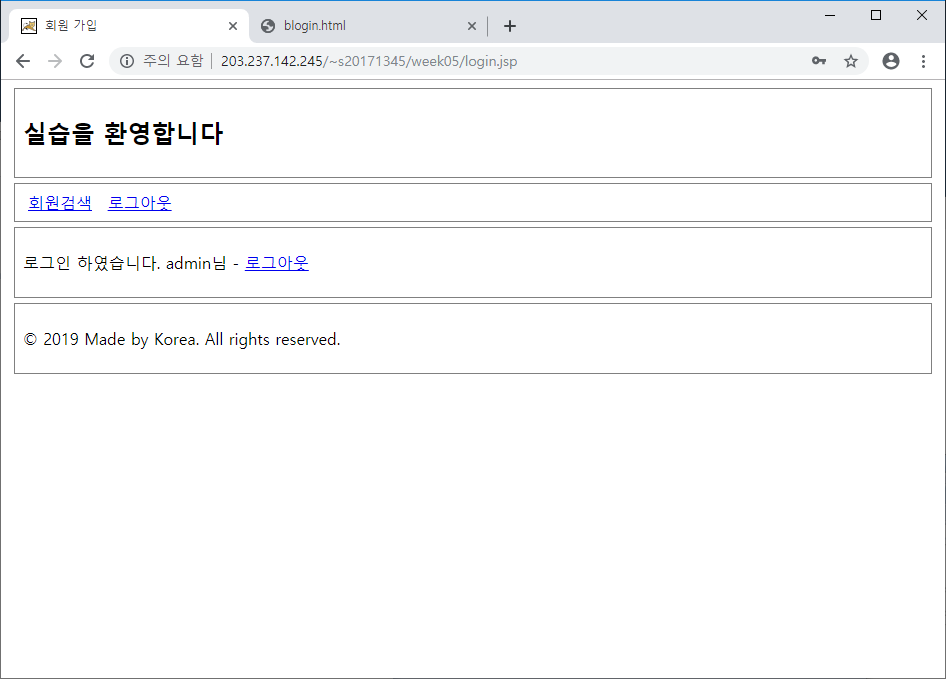 회원 가입
blogin.html
주의 요함 | 203.237.142.245/~s20171345/week05/login.jsp
실습을 환영합니다
회원검색 로그아웃
로그인 하였습니다. admin님 - 로그아웃
© 2019 Made by Korea. All rights reserved.